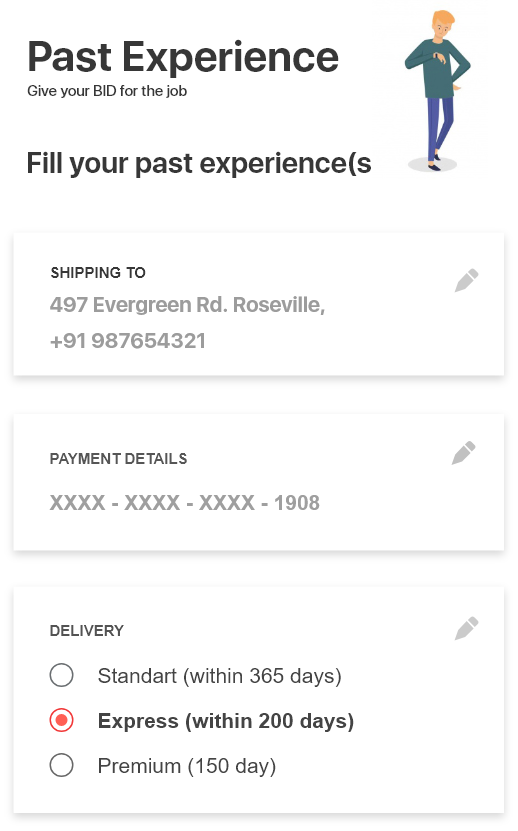 Past Experience
Give your BID for the job
Fill your past experience(s
SHIPPING TO
497 Evergreen Rd. Roseville,
+91 987654321
PAYMENT DETAILS
XXXX - XXXX - XXXX - 1908
DELIVERY
Standart (within 365 days)
Express (within 200 days)
Premium (150 day)